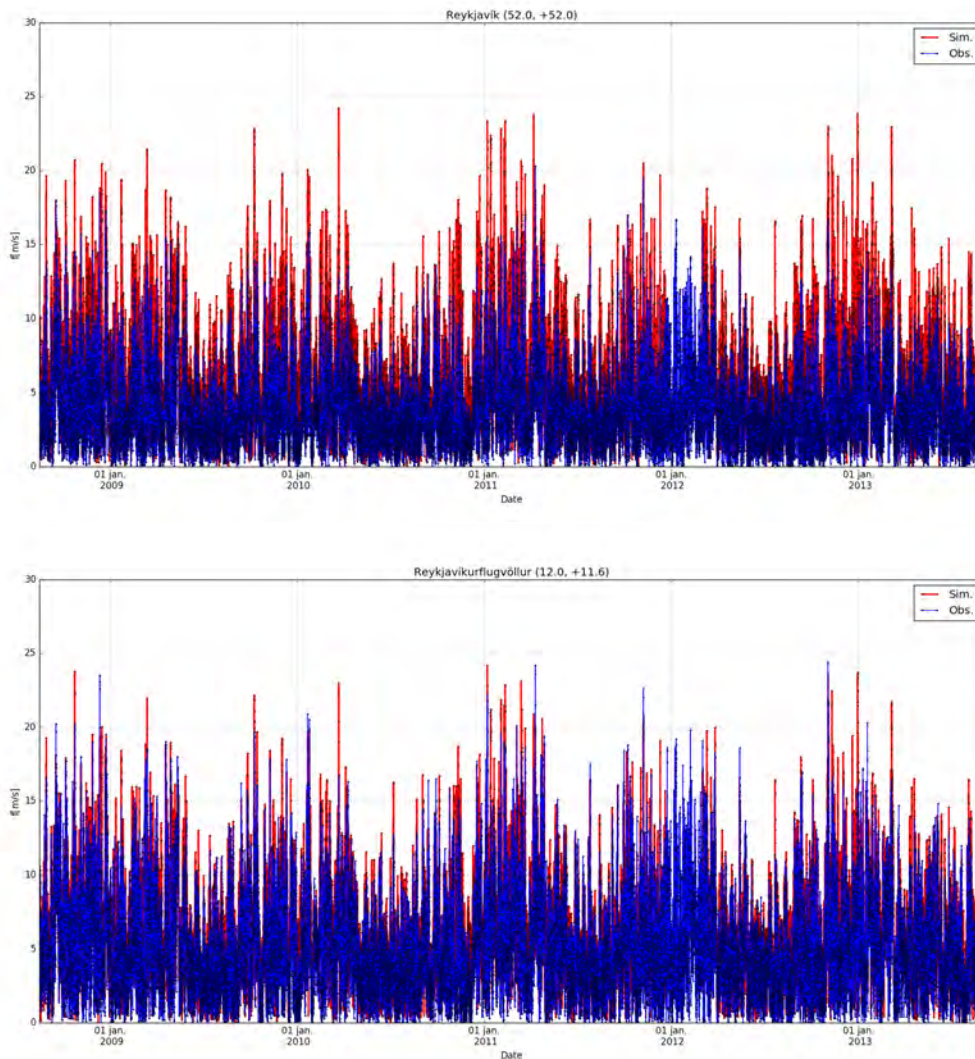 Reykjavík (52.0, +52.0)
30
25
20
15
10
5
0
f[m/s]
Sim.
Obs.
01 jan.
2009
01 jan.
2010
01 jan.
2011
01 jan.
2012
01 jan.
2013
Date
Reykjavíkurflugvöllur (12.0, +11.6)
30
25
20
15
10
5
0
f[m/s]
Sim.
Obs.
01 jan.
2009
01 jan.
2010
01 jan.
2011
01 jan.
2012
01 jan.
2013
Date